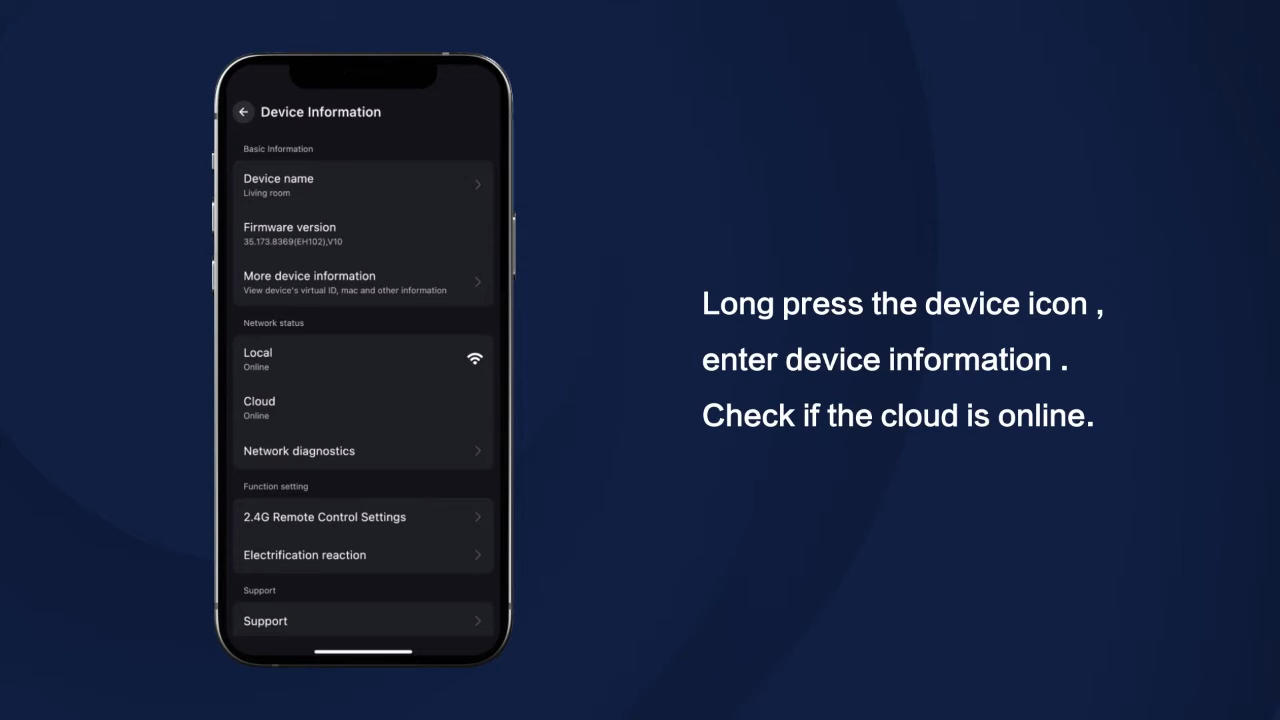 Device Information
Basic Information
Device name
Living room
Firmware version
35.173.8369(EH102),V10
More device information
View device's virtual ID, mac and other information
Network status
Local
Online
Cloud
Online
Network diagnostics
Function setting
2.4G Remote Control Settings
Electrification reaction
Support
Support
Long press the device icon ,
enter device information .
Check if the cloud is online.